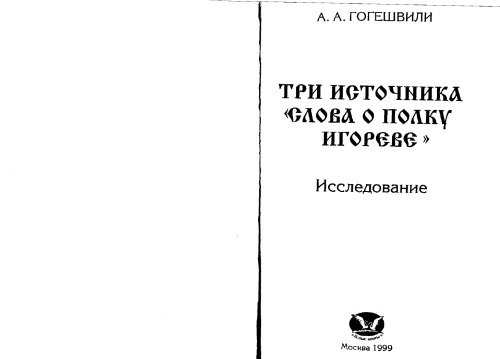 А. А. ГОГЕШВИЛИ
ТРИ ИСТОЧНИКА
«СЛОВА О ПОЛКУ
ИГОРЕВЕ»
Исследование
Москва 1999